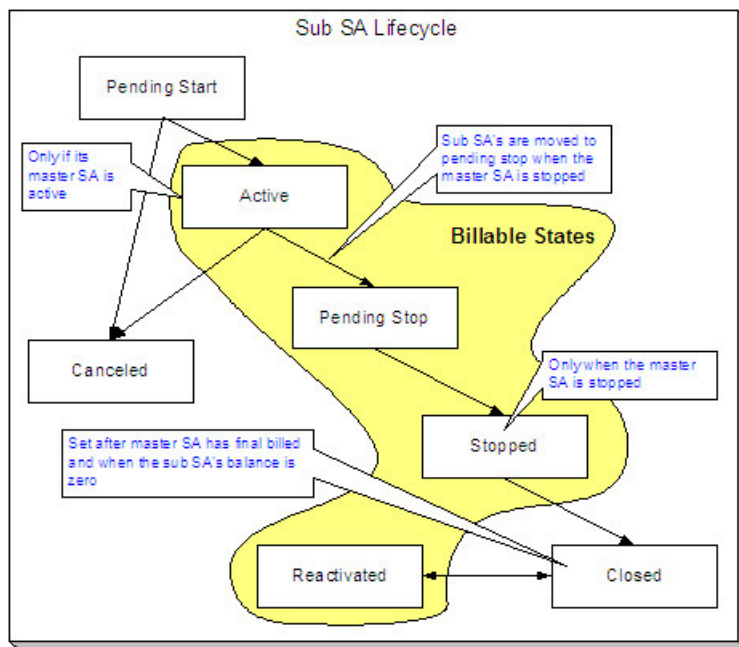 Sub SA Lifecycle
Pending Start
Only if its
master SA is
active
Sub SA's are moved to
pending stop when the
master SA is stopped
Active
Billable States
Pending Stop
Canceled
Only when the master
SA is stopped
Set after master SA has final billed
and when the sub SA's balance is
zero
Stopped
Reactivated
Closed